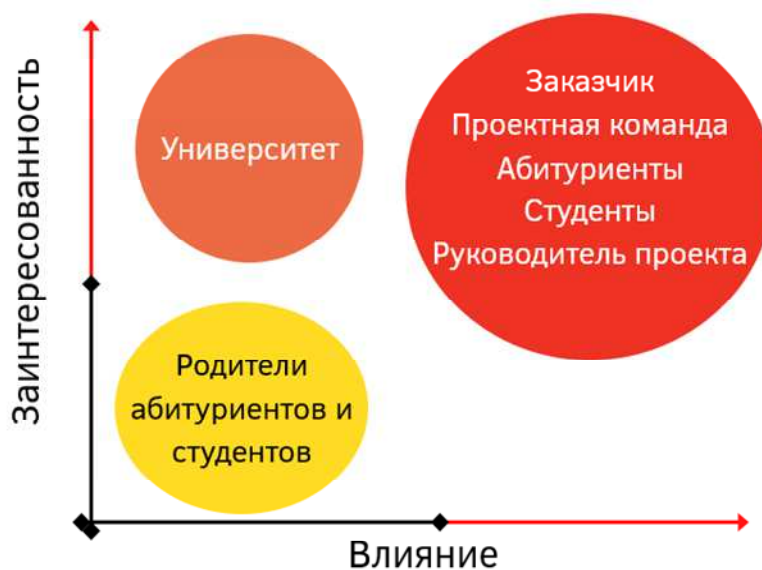 Заинтересованность
Университет
Заказчик
Проектная команда
Абитуриенты
Студенты
Руководитель проекта
Родители
абитуриентов и
студентов
Влияние